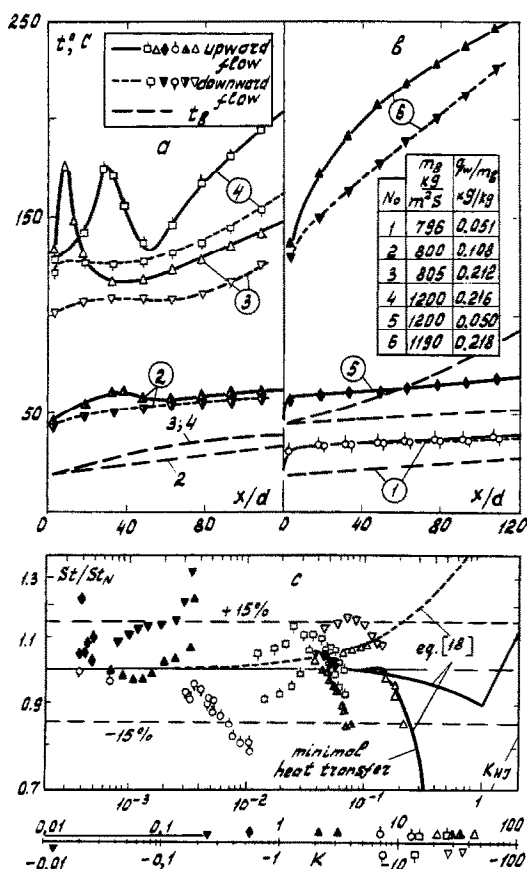 250
t,°C
upward
flow
downward
flow
t_B
a
в
6
4
3
150
No
m_B
kg
m²s
q_w/m_B
kg/kg
1 796 0.051
2 800 0.108
3 805 0.212
4 1200 0.216
5 1200 0.050
6 1190 0.218
2
5
50
3;4
2
1
x/d
x/d
0 40 80 0 40 80 120
St/St_N
c
1.3
+15%
1.1
eq.[18]
0.9
-15%
minimal
heat transfer
K_HJ
0.7
10⁻³ 10⁻² 10⁻¹ 1
0.01 0.1 1 10 100
-0.01 -0,1 -1 K -10 -100